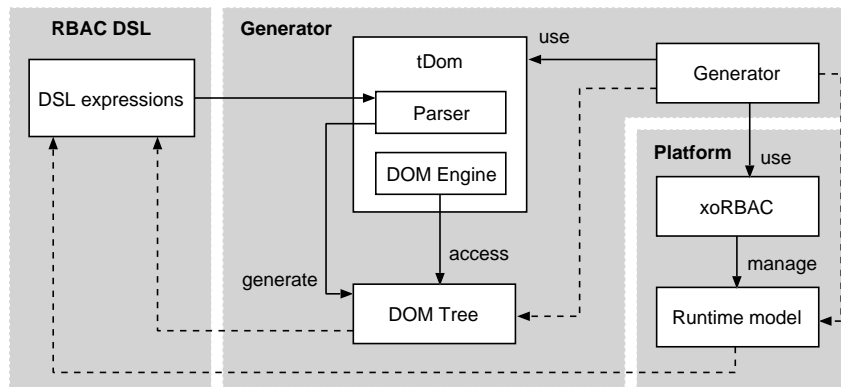 RBAC DSL
Generator
tDom
use
Generator
DSL expressions
Parser
Platform
use
DOM Engine
xoRBAC
access
manage
generate
DOM Tree
Runtime model